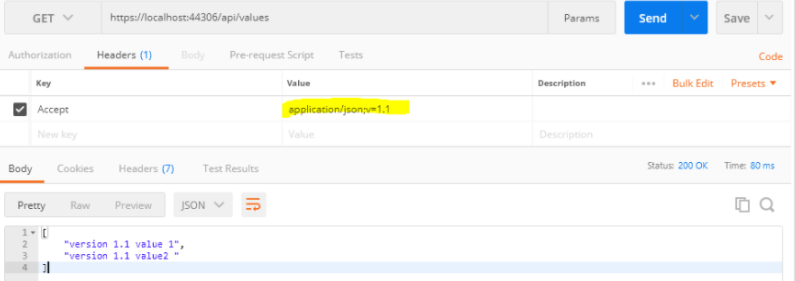 GET https://localhost:44306/api/values Params Send Save
Authorization Headers (1) Body Pre-request Script Tests Code
Key Value Description ••• Bulk Edit Presets
Accept application/json;v=1.1
New key Value Description
Body Cookies Headers (7) Test Results Status: 200 OK Time: 80 ms
Pretty Raw Preview JSON
1 [
2 "version 1.1 value 1",
3 "version 1.1 value2 "
4 ]